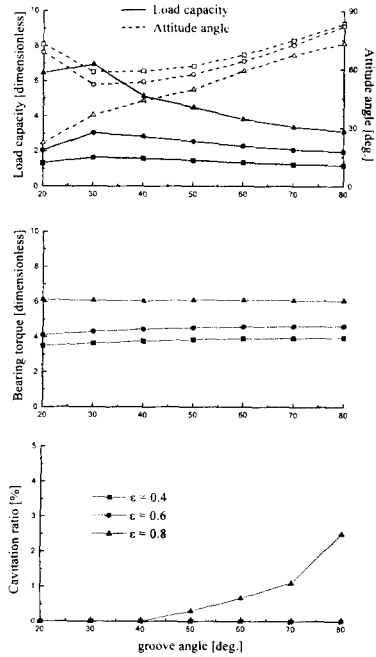 Load capacity
Attitude angle
Load capacity [dimensionless]
10
8
6
4
2
0
Attitude angle [deg.]
90
60
30
0
20 30 40 50 60 70 80
Bearing torque [dimensionless]
10
8
6
4
2
0
20 30 40 50 60 70 80
Cavitation ratio [%]
5
4
3
2
1
0
ε = 0.4
ε = 0.6
ε = 0.8
20 30 40 50 60 70 80
groove angle [deg.]